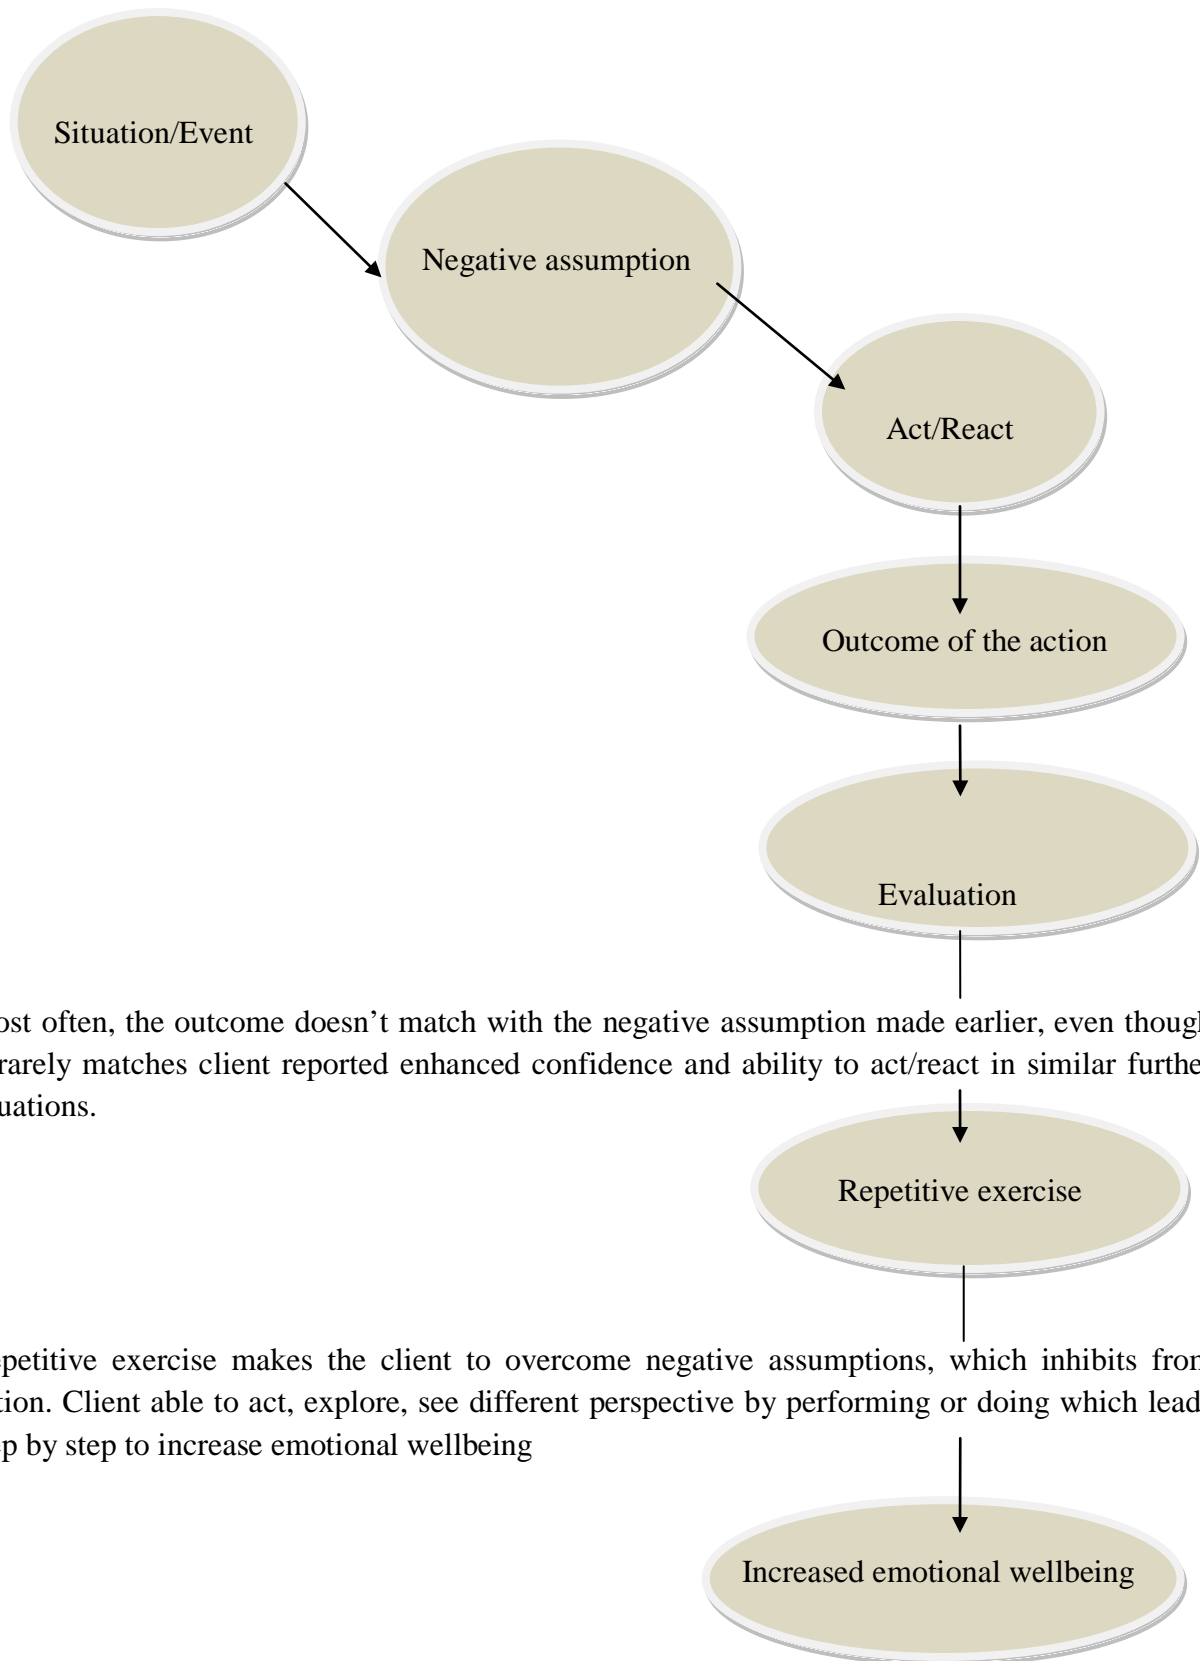 Situation/Event
Negative assumption
Act/React
Outcome of the action
Evaluation
ost often, the outcome doesn’t match with the negative assumption made earlier, even though
rarely matches client reported enhanced confidence and ability to act/react in similar furthe
uations.
Repetitive exercise
petitive exercise makes the client to overcome negative assumptions, which inhibits from
tion. Client able to act, explore, see different perspective by performing or doing which lead
ep by step to increase emotional wellbeing
Increased emotional wellbeing